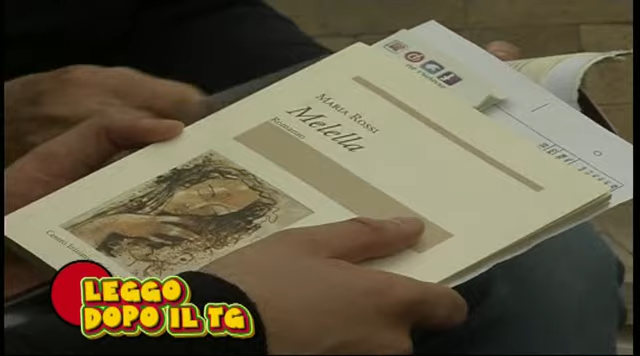 MARIA ROSSI
Melella
Romanzo
LEGGO
DOPO IL TG